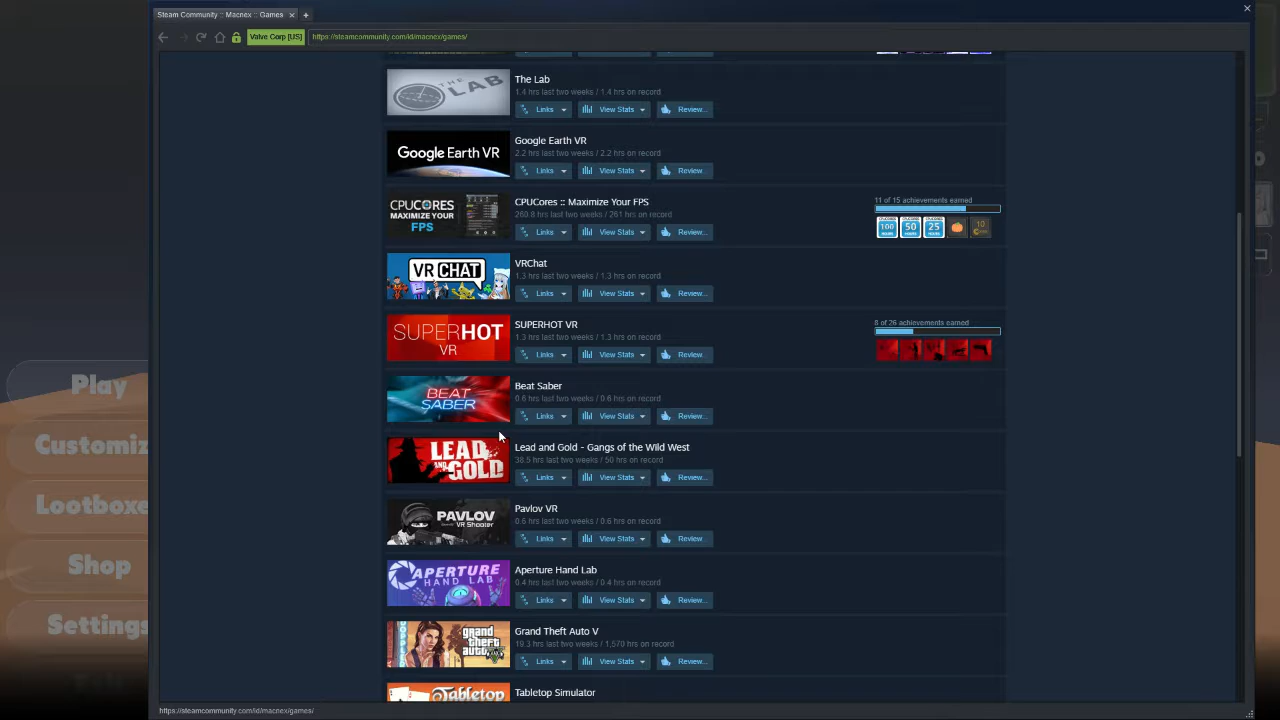 Steam Community :: Macnex :: Games
Valve Corp [US]
https://steamcommunity.com/id/macnex/games/
THE LAB
The Lab
1.4 hrs last two weeks / 1.4 hrs on record
Links
View Stats
Review...
Google Earth VR
Google Earth VR
2.2 hrs last two weeks / 2.2 hrs on record
Links
View Stats
Review...
CPUCORES
MAXIMIZE YOUR
FPS
CPUCores :: Maximize Your FPS
260.8 hrs last two weeks / 261 hrs on record
Links
View Stats
Review...
11 of 15 achievements earned
100
50
25
10
VRCHAT
VRChat
1.3 hrs last two weeks / 1.3 hrs on record
Links
View Stats
Review...
SUPERHOT
VR
SUPERHOT VR
1.3 hrs last two weeks / 1.3 hrs on record
Links
View Stats
Review...
8 of 26 achievements earned
BEAT
SABER
Beat Saber
0.6 hrs last two weeks / 0.6 hrs on record
Links
View Stats
Review...
LEAD
AND
GOLD
Lead and Gold - Gangs of the Wild West
38.5 hrs last two weeks / 50 hrs on record
Links
View Stats
Review...
PAVLOV
VR Shooter
Pavlov VR
0.6 hrs last two weeks / 0.6 hrs on record
Links
View Stats
Review...
APERTURE
HAND LAB
Aperture Hand Lab
0.4 hrs last two weeks / 0.4 hrs on record
Links
View Stats
Review...
grand
theft
auto
Grand Theft Auto V
19.3 hrs last two weeks / 1,570 hrs on record
Links
View Stats
Review...
Tabletop
Tabletop Simulator
Play
Customiz
Lootboxe
Shop
Settings
https://steamcommunity.com/id/macnex/games/